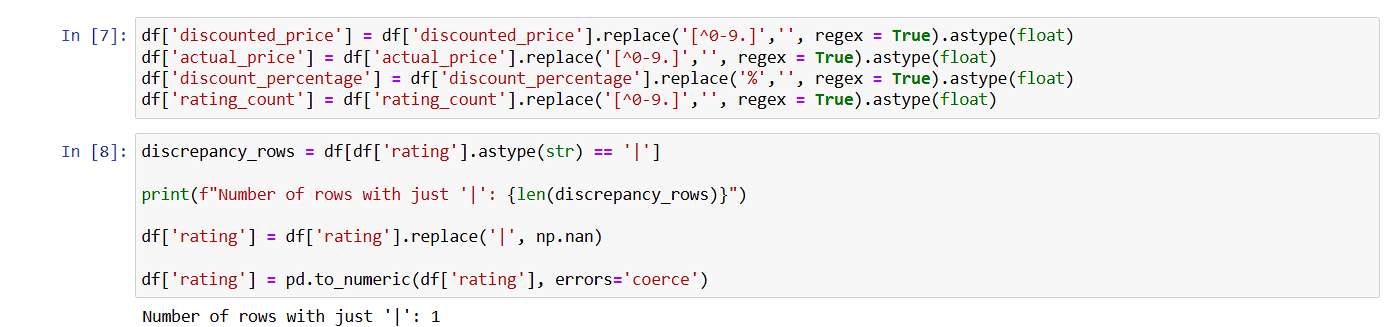 In [7]: df['discounted_price'] = df['discounted_price'].replace('[^0-9.]','', regex = True).astype(float)
df['actual_price'] = df['actual_price'].replace('[^0-9.]','', regex = True).astype(float)
df['discount_percentage'] = df['discount_percentage'].replace('%','', regex = True).astype(float)
df['rating_count'] = df['rating_count'].replace('[^0-9.]','', regex = True).astype(float)
In [8]: discrepancy_rows = df[df['rating'].astype(str) == '|']
print(f"Number of rows with just '|': {len(discrepancy_rows)}")
df['rating'] = df['rating'].replace('|', np.nan)
df['rating'] = pd.to_numeric(df['rating'], errors='coerce')
Number of rows with just '|': 1